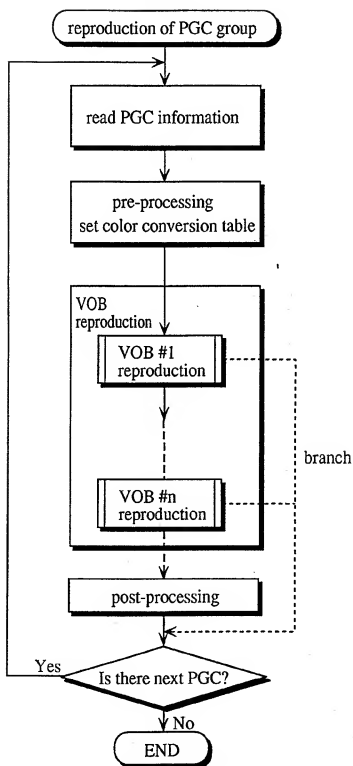 reproduction of PGC group
read PGC information
pre-processing
set color conversion table
VOB
reproduction
VOB #1
reproduction
branch
VOB #n
reproduction
post-processing
Yes
Is there next PGC?
No
END